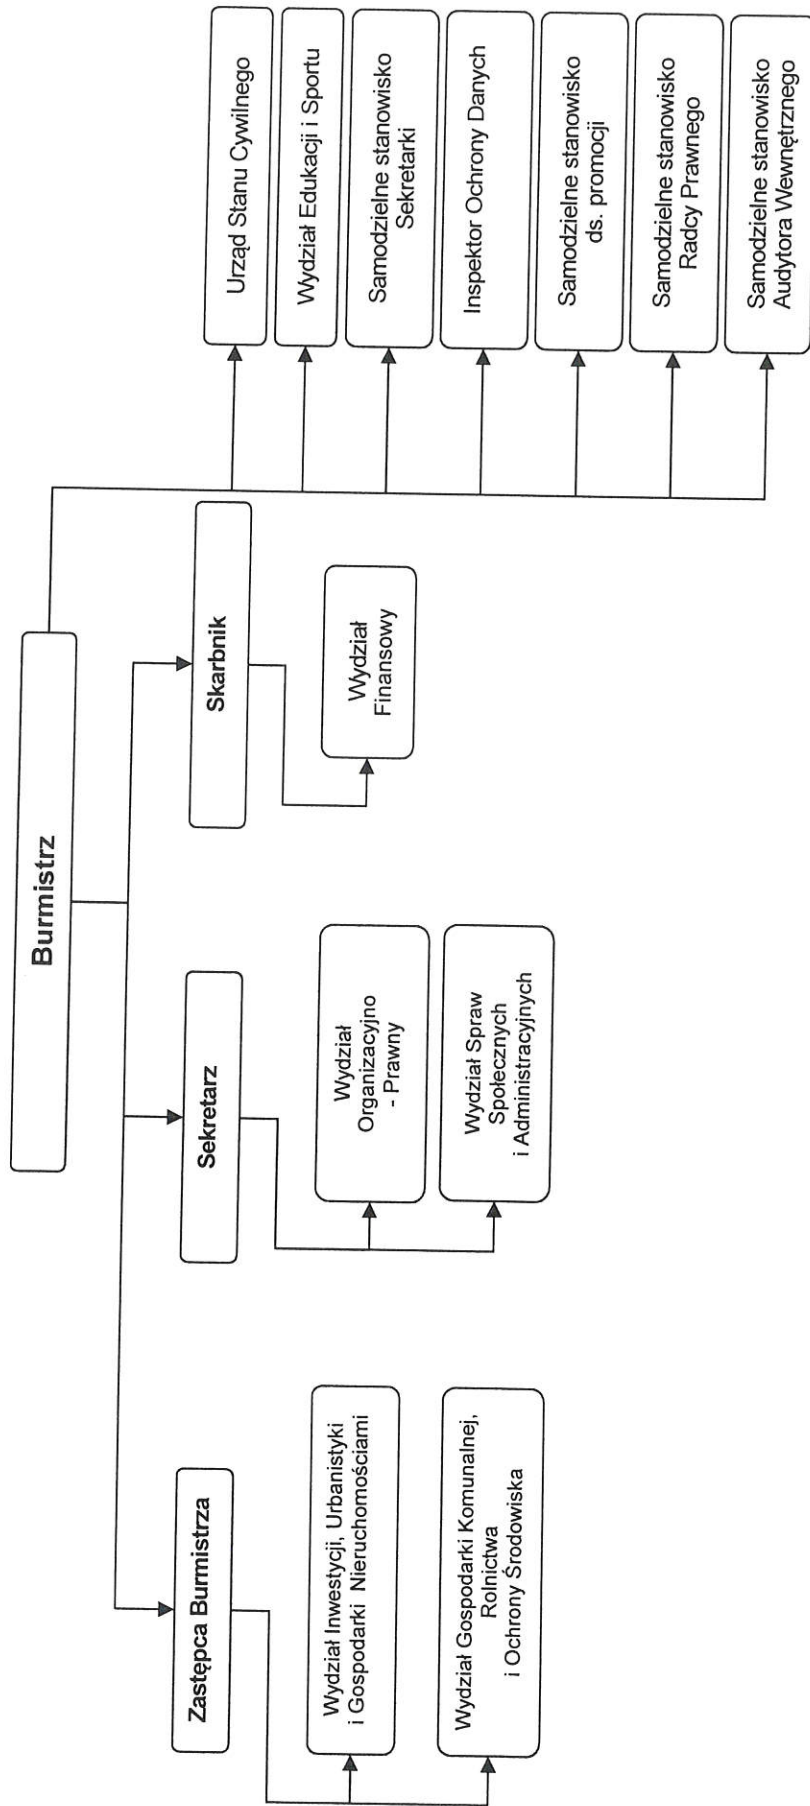 Burmistrz
Zastępca Burmistrza
Wydział Inwestycji, Urbanistyki
i Gospodarki Nieruchomościami
Wydział Gospodarki Komunalnej,
Rolnictwa
i Ochrony Środowiska
Sekretarz
Wydział
Organizacyjno
- Prawny
Wydział Spraw
Społecznych
i Administracyjnych
Skarbnik
Wydział
Finansowy
Urząd Stanu Cywilnego
Wydział Edukacji i Sportu
Samodzielne stanowisko
Sekretarki
Inspektor Ochrony Danych
Samodzielne stanowisko
ds. promocji
Samodzielne stanowisko
Radcy Prawnego
Samodzielne stanowisko
Audytora Wewnętrznego